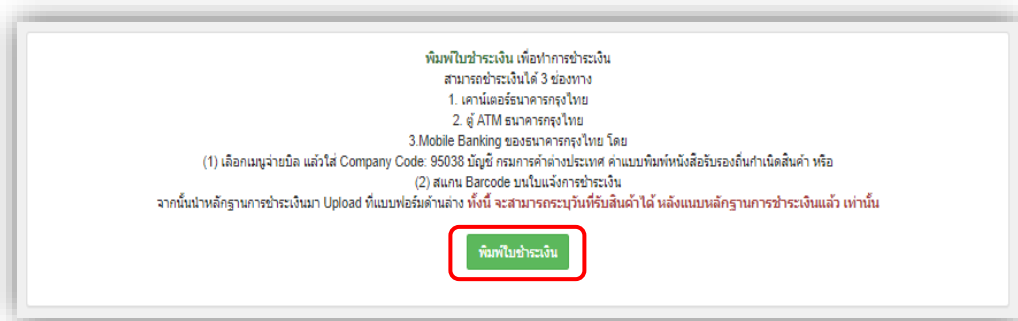 พิมพ์ใบชำระเงิน เพื่อทำการชำระเงิน
สามารถชำระเงินได้ 3 ช่องทาง
1. เคาน์เตอร์ธนาคารกรุงไทย
2. ตู้ ATM ธนาคารกรุงไทย
3.Mobile Banking ของธนาคารกรุงไทย โดย
(1) เลือกเมนูจ่ายบิล แล้วใส่ Company Code: 95038 บัญชี กรมการค้าต่างประเทศ ค่าแบบพิมพ์หนังสือรับรองถิ่นกำเนิดสินค้า หรือ
(2) สแกน Barcode บนใบแจ้งการชำระเงิน
จากนั้นนำหลักฐานการชำระเงินมา Upload ที่แบบฟอร์มด้านล่าง ทั้งนี้ จะสามารถระบุวันที่รับสินค้าได้ หลังแนบหลักฐานการชำระเงินแล้ว เท่านั้น
พิมพ์ใบชำระเงิน